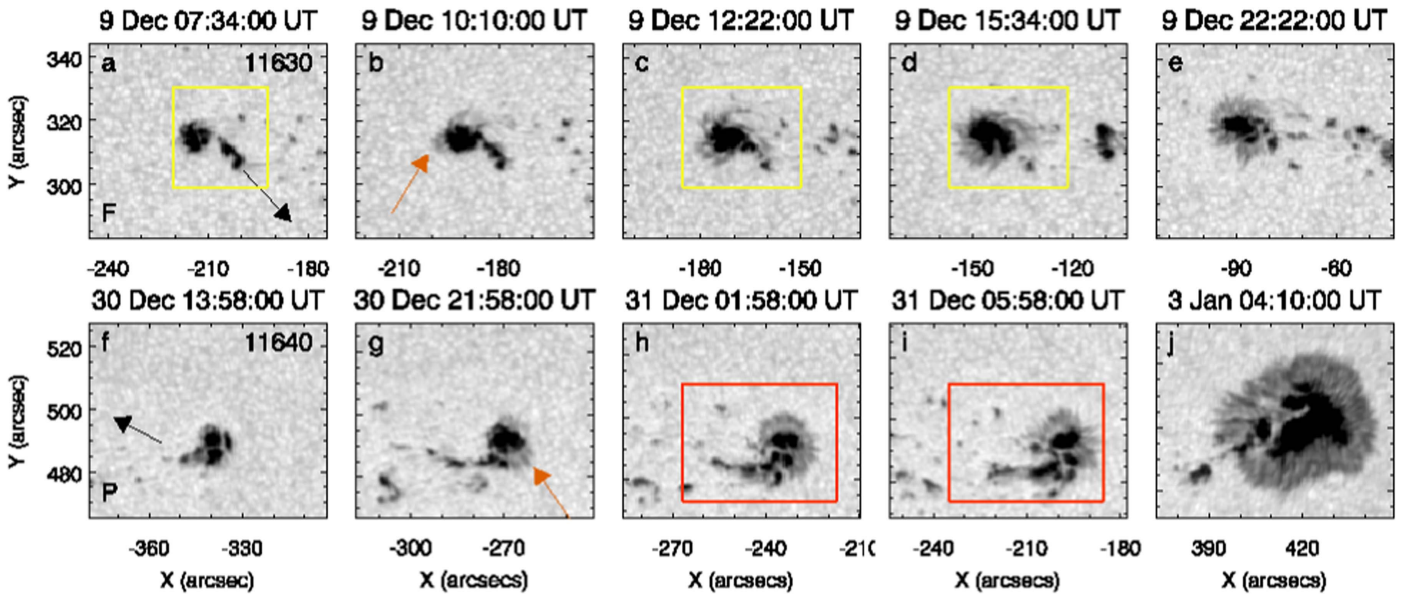 9 Dec 07:34:00 UT 9 Dec 10:10:00 UT 9 Dec 12:22:00 UT 9 Dec 15:34:00 UT 9 Dec 22:22:00 UT
340 a 11630 b c d e
320
300
F
Y (arcsec)
-240 -210 -180 -210 -180 -180 -150 -150 -120 -90 -60
30 Dec 13:58:00 UT 30 Dec 21:58:00 UT 31 Dec 01:58:00 UT 31 Dec 05:58:00 UT 3 Jan 04:10:00 UT
520 f 11640 g h i j
500
480
P
Y (arcsec)
-360 -330 -300 -270 -270 -240 -210 -240 -210 -180 390 420
X (arcsec) X (arcsecs) X (arcsecs) X (arcsecs) X (arcsecs)